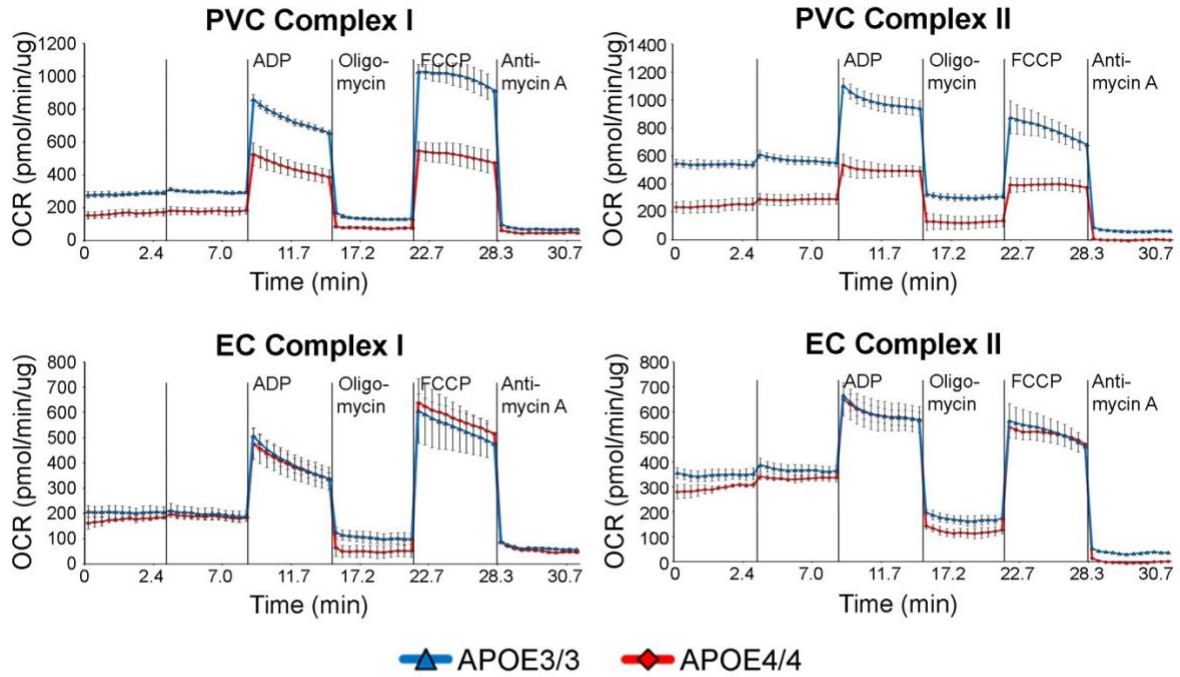 PVC Complex I
OCR (pmol/min/ug)
1200
1000
800
600
400
200
0
ADP
Oligo-
mycin
FCCP
Anti-
mycin A
0 2.4 7.0 11.7 17.2 22.7 28.3 30.7
Time (min)
PVC Complex II
OCR (pmol/min/ug)
1400
1200
1000
800
600
400
200
0
ADP
Oligo-
mycin
FCCP
Anti-
mycin A
0 2.4 7.0 11.7 17.2 22.7 28.3 30.7
Time (min)
EC Complex I
OCR (pmol/min/ug)
800
700
600
500
400
300
200
100
0
ADP
Oligo-
mycin
FCCP
Anti-
mycin A
0 2.4 7.0 11.7 17.2 22.7 28.3 30.7
Time (min)
EC Complex II
OCR (pmol/min/ug)
800
700
600
500
400
300
200
100
0
ADP
Oligo-
mycin
FCCP
Anti-
mycin A
0 2.4 7.0 11.7 17.2 22.7 28.3 30.7
Time (min)
APOE3/3 APOE4/4